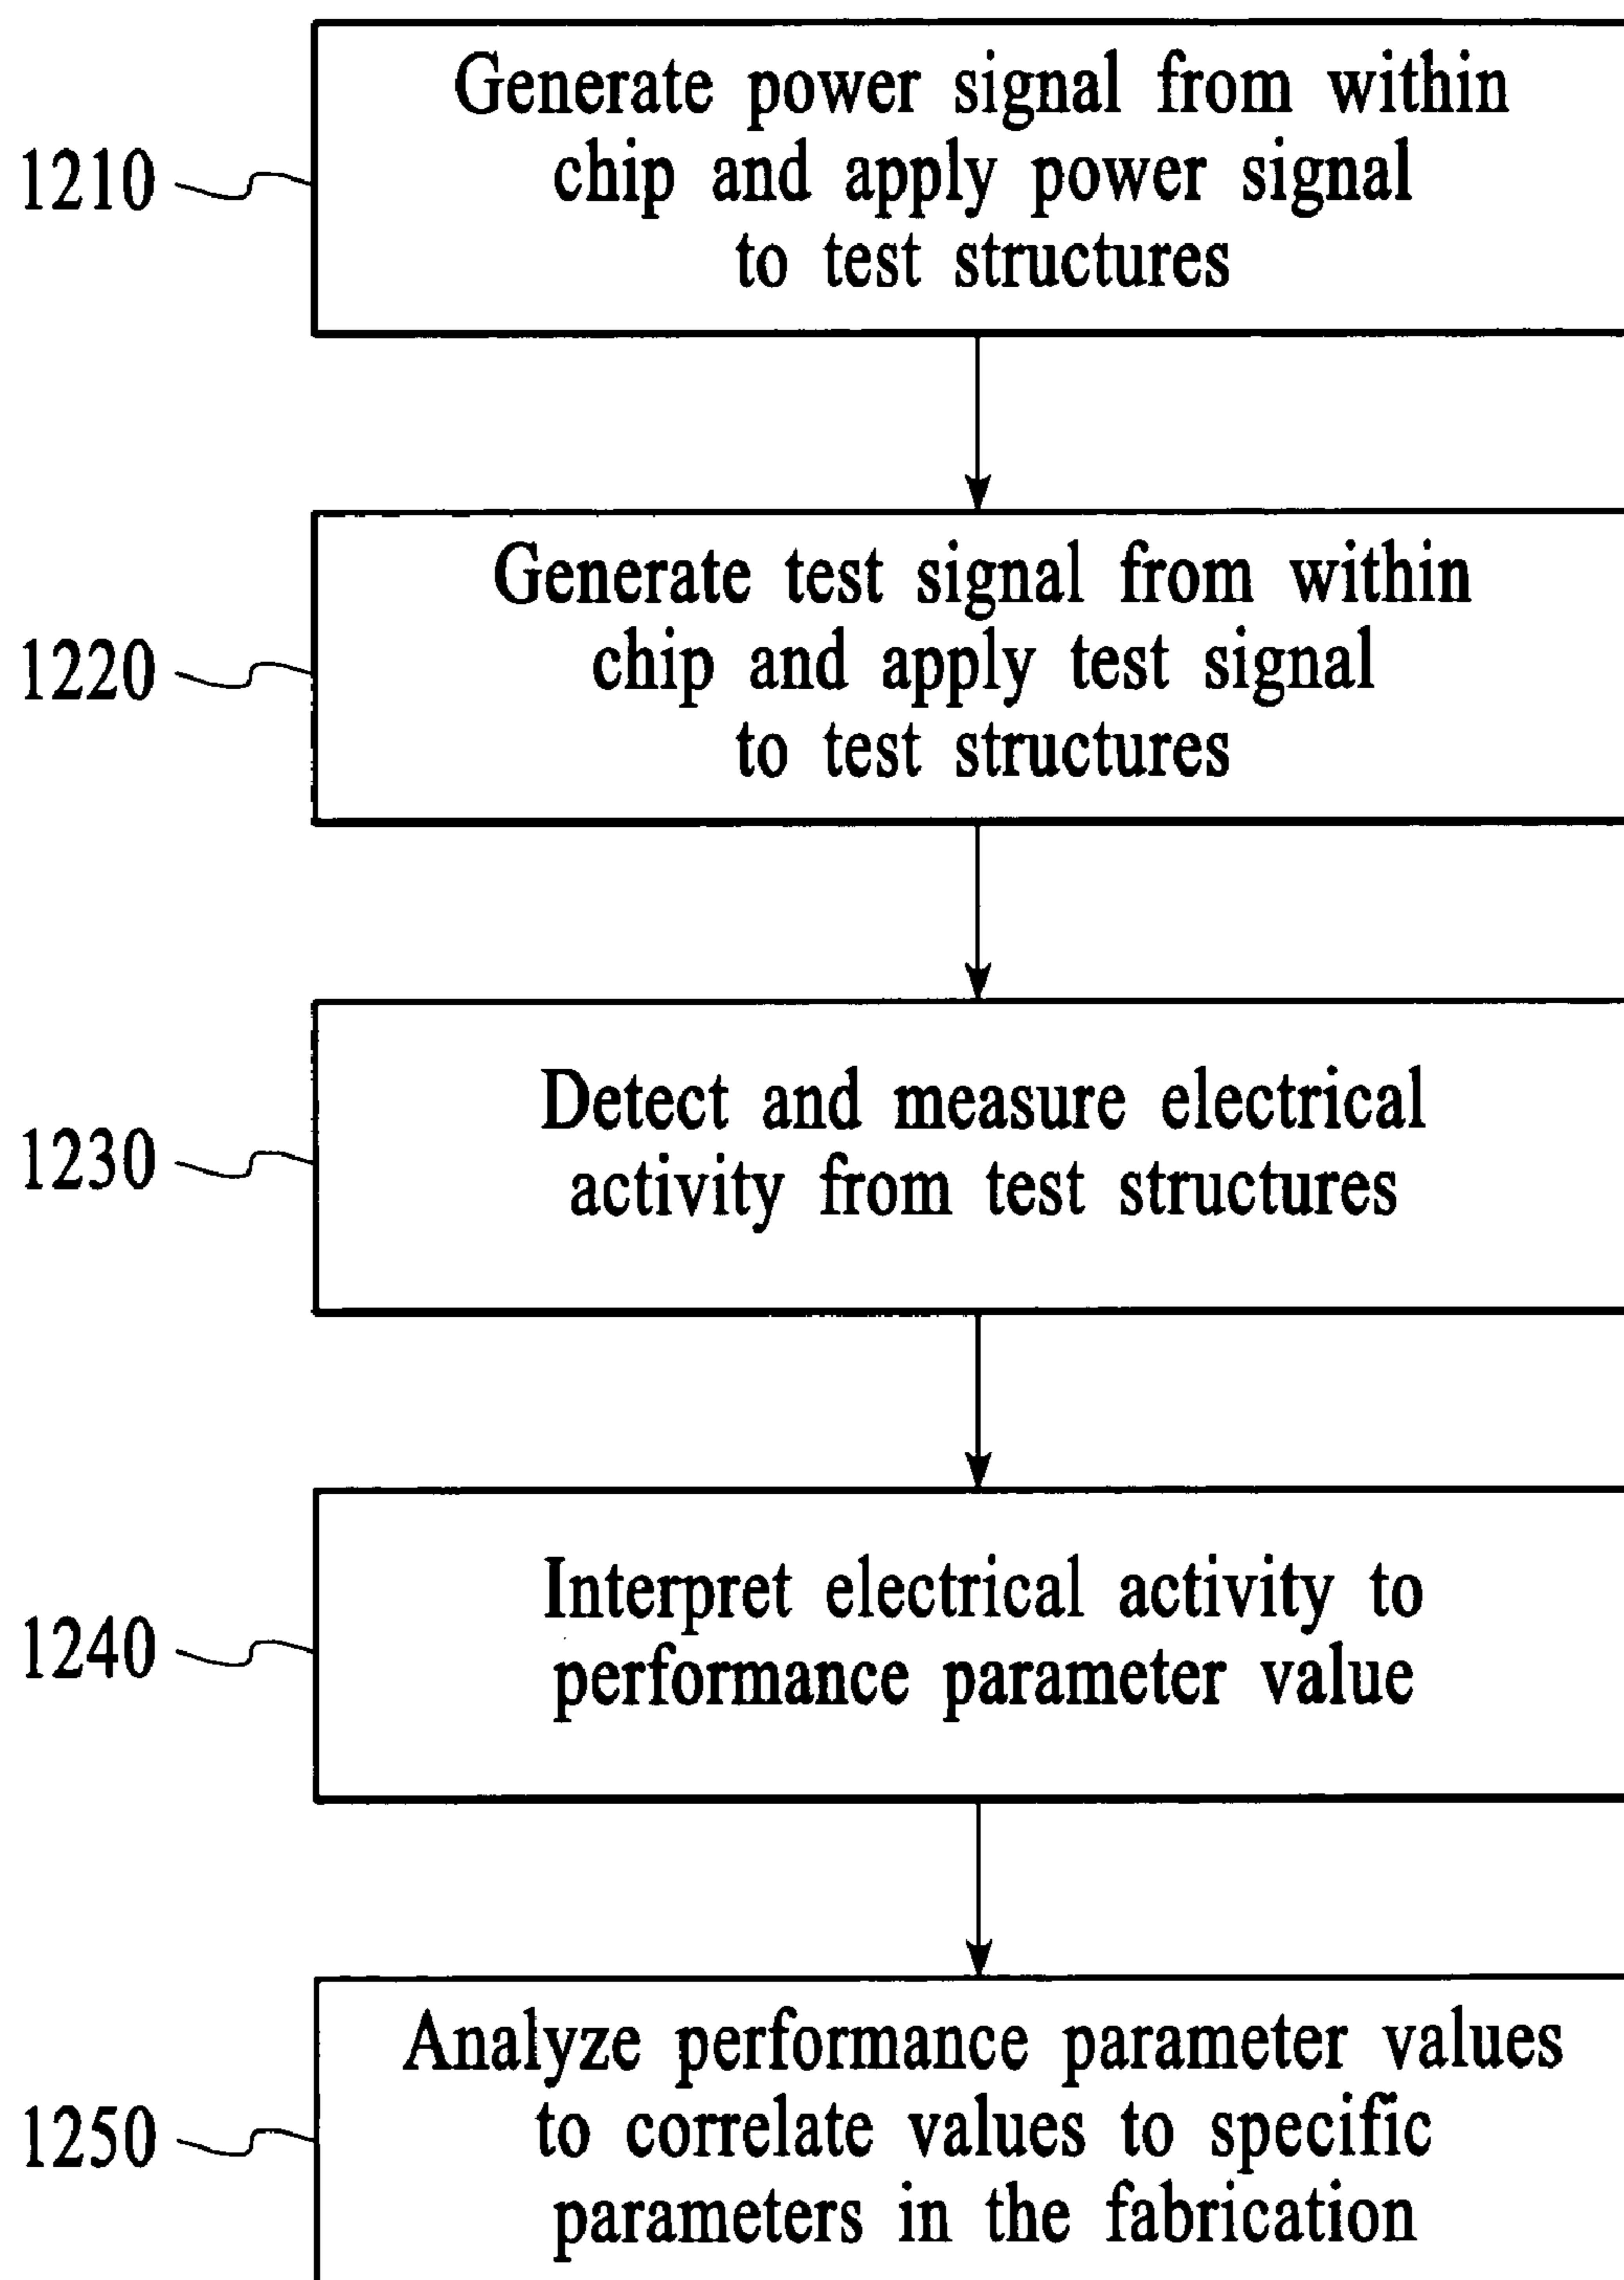 Generate power signal from within
chip and apply power signal
to test structures
1210
Generate test signal from within
chip and apply test signal
to test structures
1220
Detect and measure electrical
activity from test structures
1230
Interpret electrical activity to
performance parameter value
1240
Analyze performance parameter values
to correlate values to specific
parameters in the fabrication
1250